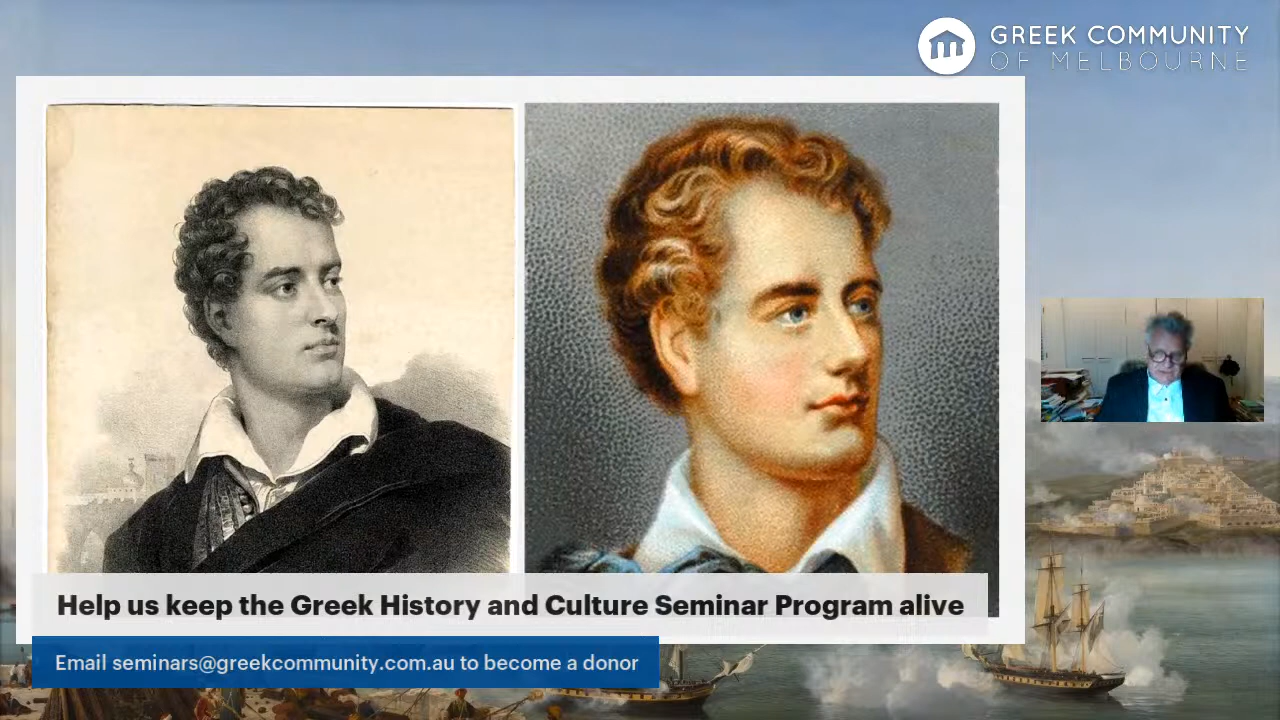 GREEK COMMUNITY
OF MELBOURNE
Help us keep the Greek History and Culture Seminar Program alive
Email seminars@greekcommunity.com.au to become a donor